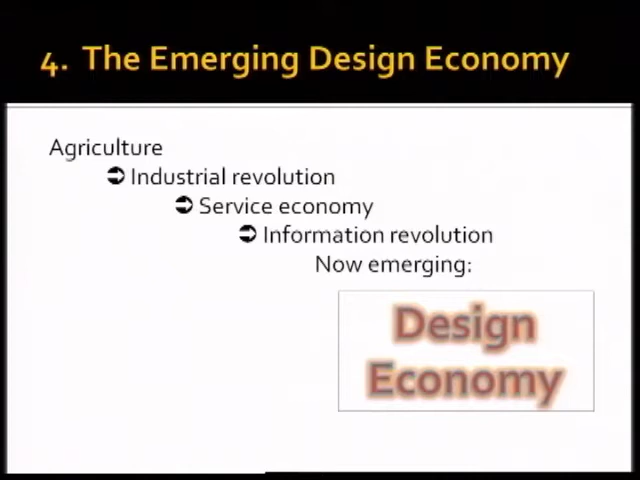 4. The Emerging Design Economy
Agriculture
➲ Industrial revolution
➲ Service economy
➲ Information revolution
Now emerging:
Design
Economy